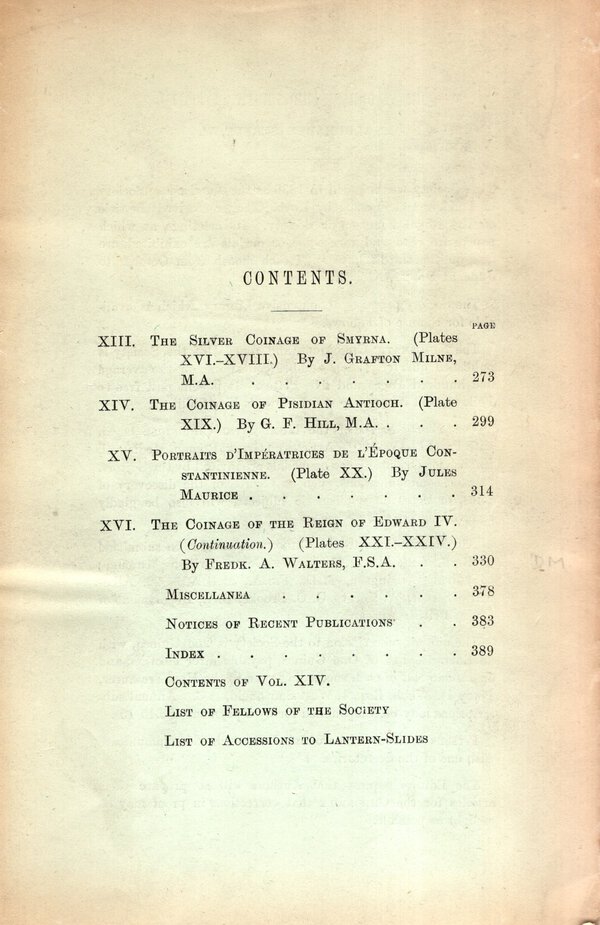 CONTENTS.
PAGE
XIII. THE SILVER COINAGE OF SMYRNA. (Plates
XVI.–XVIII.) By J. GRAFTON MILNE,
M.A. . . . . . . . 273
XIV. THE COINAGE OF PISIDIAN ANTIOCH. (Plate
XIX.) By G. F. HILL, M.A. . . . 299
XV. PORTRAITS D'IMPÉRATRICES DE L'ÉPOQUE CON-
STANTINIENNE. (Plate XX.) By JULES
MAURICE . . . . . . . 314
XVI. THE COINAGE OF THE REIGN OF EDWARD IV.
(Continuation.) (Plates XXI.–XXIV.)
By FREDK. A. WALTERS, F.S.A. . . 330
MISCELLANEA . . . . . . 378
NOTICES OF RECENT PUBLICATIONS . . 383
INDEX . . . . . . . . 389
CONTENTS OF VOL. XIV.
LIST OF FELLOWS OF THE SOCIETY
LIST OF ACCESSIONS TO LANTERN-SLIDES